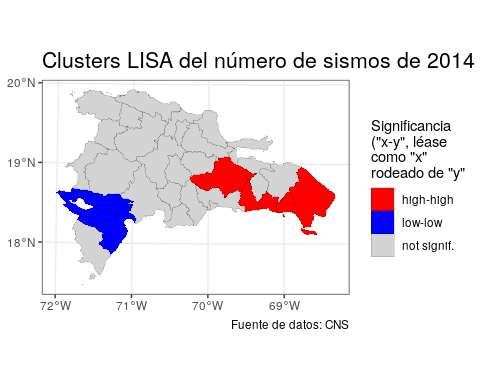 Clusters LISA del número de sismos de 2014
20°N
19°N
18°N
72°W
71°W
70°W
69°W
Fuente de datos: CNS
Significancia
("x-y", léase
como "x"
rodeado de "y"
high-high
low-low
not signif.